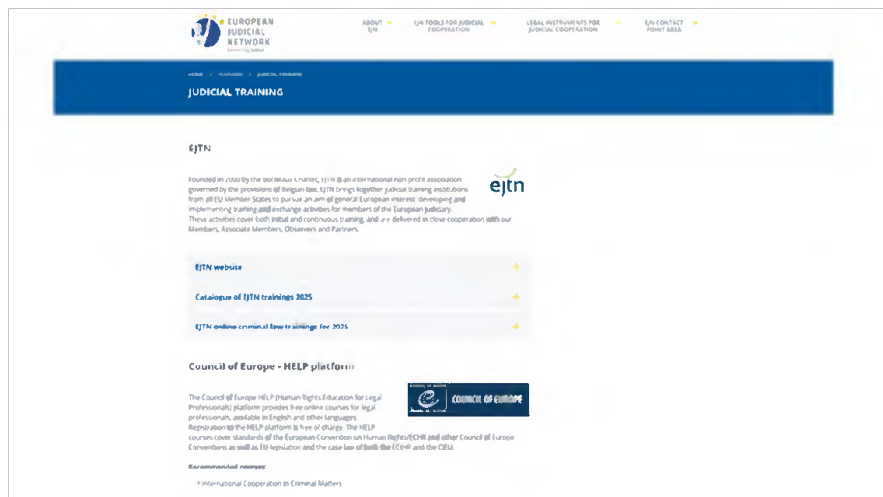 EUROPEAN
JUDICIAL
NETWORK
ABOUT
EJN
EJN TOOLS FOR JUDICIAL
COOPERATION
LEGAL INSTRUMENTS FOR
JUDICIAL COOPERATION
EJN CONTACT
POINT AREA
HOME / / JUDICIAL TRAINING
JUDICIAL TRAINING
EJTN
Founded in 2000 by the Bordeaux Charter, EJTN is an international non profit association
governed by the provisions of Belgian law. EJTN brings together judicial training institutions
from all EU Member States to pursue an aim of general European interest: developing and
implementing training and exchange activities for members of the European judiciary.
These activities cover both initial and continuous training, and are delivered in close cooperation with our
Members, Associate Members, Observers and Partners.
ejtn
EJTN website
Catalogue of EJTN trainings 2025
EJTN online criminal law trainings for 2025
Council of Europe - HELP platform
The Council of Europe HELP (Human Rights Education for Legal
Professionals) platform provides free online courses for legal
professionals, available in English and other languages.
Registration to the HELP platform is free of charge. The HELP
courses cover standards of the European Convention on Human Rights/ECHR and other Council of Europe
Conventions as well as EU legislation and the case-law of both the ECtHR and the CJEU.
COUNCIL OF EUROPE
Recommended courses:
International Cooperation in Criminal Matters